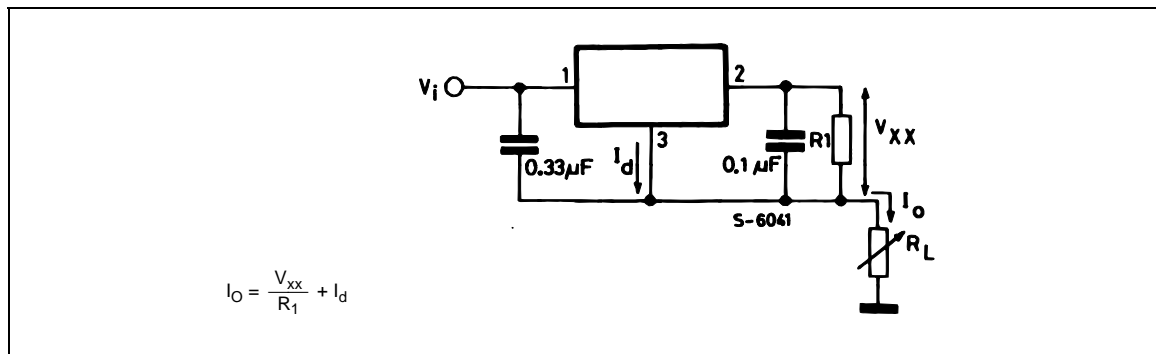 Vi
1
2
3
0.33µF
Id
0.1µF
R1
VXX
S-6041
Io
RL
IO = Vxx / R1 + Id